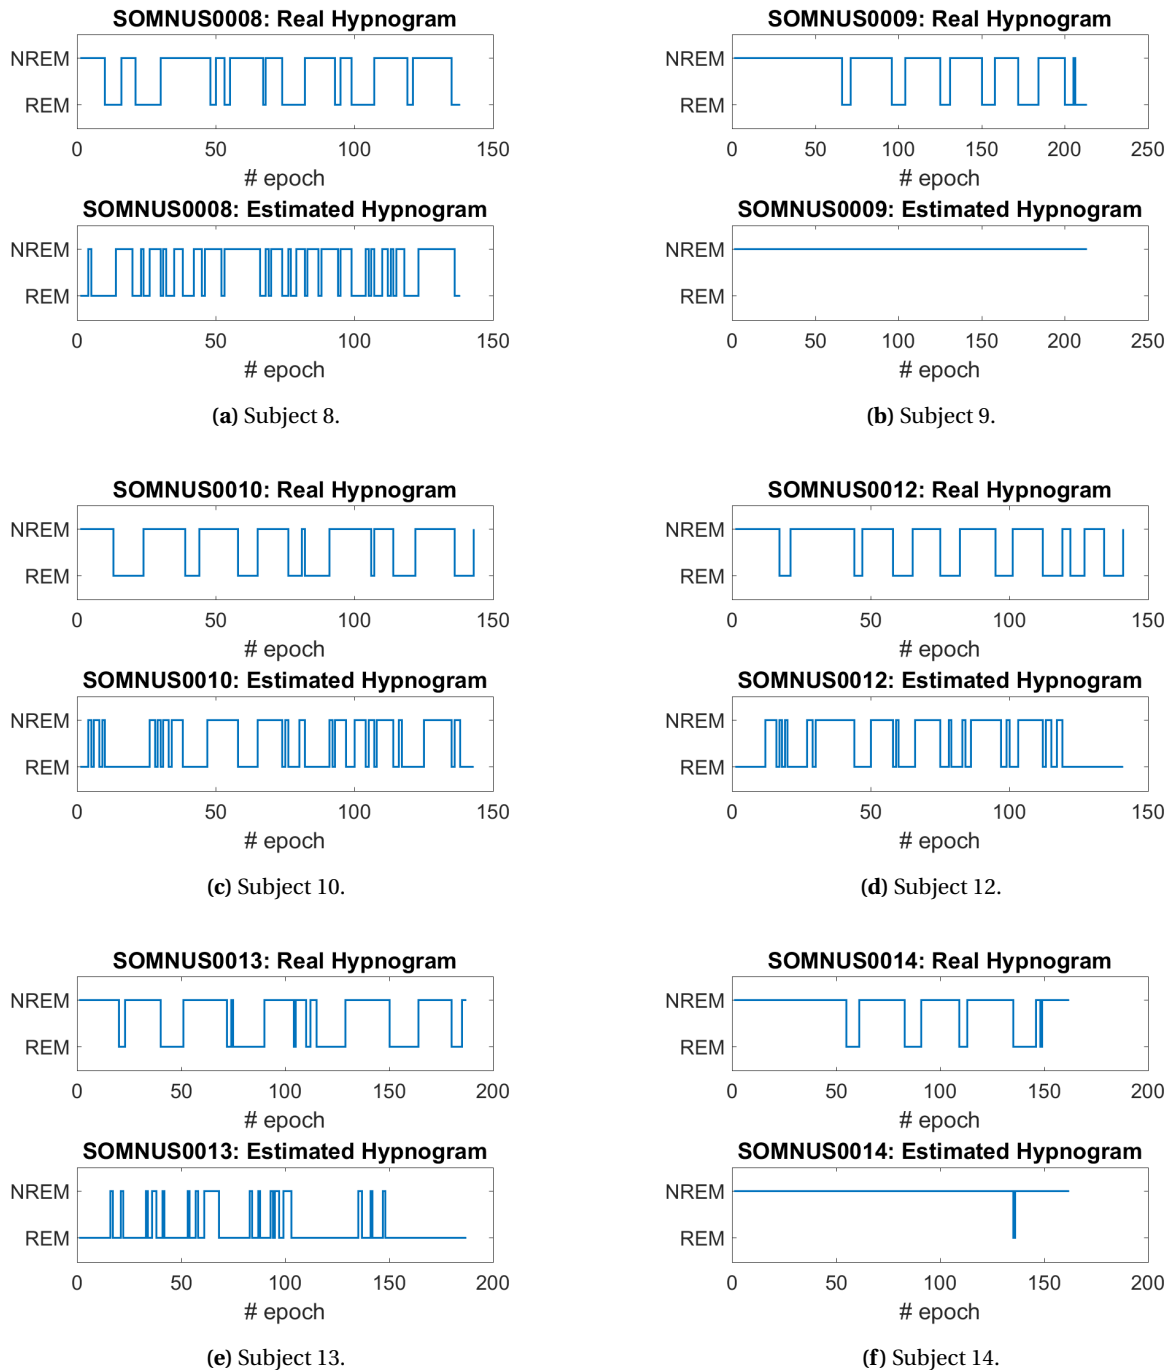 SOMNUS0008: Real Hypnogram
NREM
REM
0 50 100 150
# epoch
SOMNUS0008: Estimated Hypnogram
NREM
REM
0 50 100 150
# epoch
(a) Subject 8.
SOMNUS0009: Real Hypnogram
NREM
REM
0 50 100 150 200 250
# epoch
SOMNUS0009: Estimated Hypnogram
NREM
REM
0 50 100 150 200 250
# epoch
(b) Subject 9.
SOMNUS0010: Real Hypnogram
NREM
REM
0 50 100 150
# epoch
SOMNUS0010: Estimated Hypnogram
NREM
REM
0 50 100 150
# epoch
(c) Subject 10.
SOMNUS0012: Real Hypnogram
NREM
REM
0 50 100 150
# epoch
SOMNUS0012: Estimated Hypnogram
NREM
REM
0 50 100 150
# epoch
(d) Subject 12.
SOMNUS0013: Real Hypnogram
NREM
REM
0 50 100 150 200
# epoch
SOMNUS0013: Estimated Hypnogram
NREM
REM
0 50 100 150 200
# epoch
(e) Subject 13.
SOMNUS0014: Real Hypnogram
NREM
REM
0 50 100 150 200
# epoch
SOMNUS0014: Estimated Hypnogram
NREM
REM
0 50 100 150 200
# epoch
(f) Subject 14.